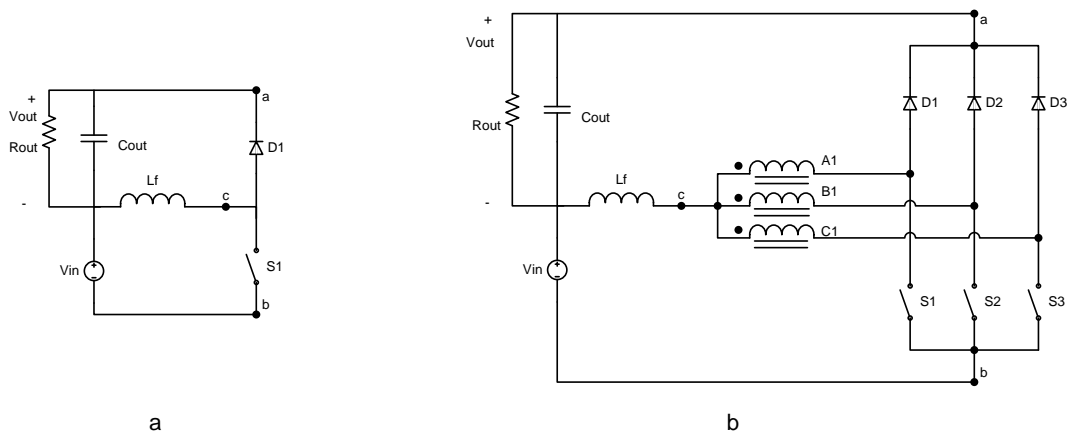 +
Vout
Rout
-
Cout
Lf
c
a
D1
S1
b
Vin
+
-
a
+
Vout
Rout
-
Cout
Lf
c
A1
B1
C1
a
D1
D2
D3
S1
S2
S3
b
Vin
+
-
b